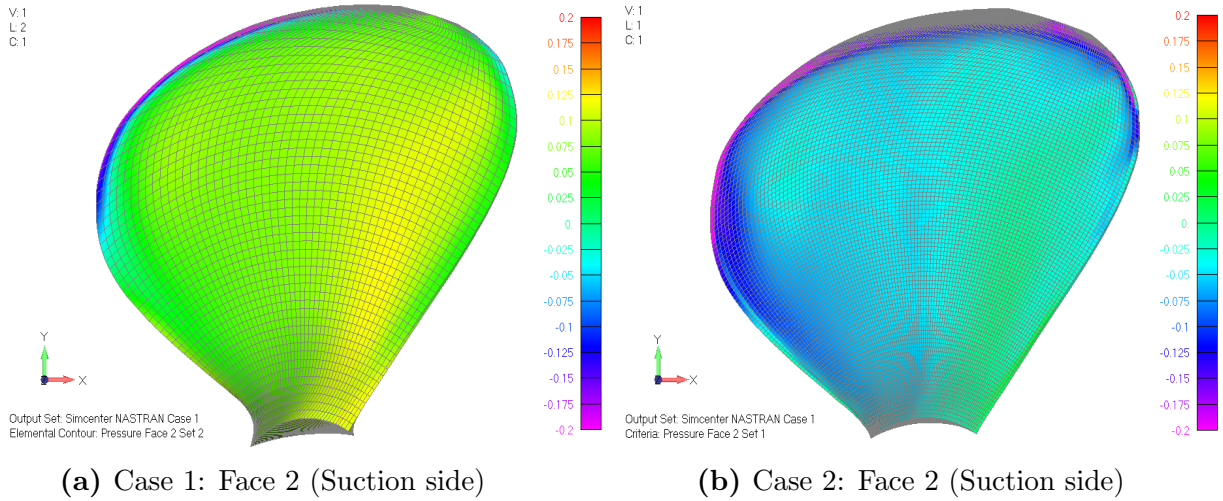 V: 1
L: 2
C: 1
0.2
0.175
0.15
0.125
0.1
0.075
0.05
0.025
0
-0.025
-0.05
-0.075
-0.1
-0.125
-0.15
-0.175
-0.2
Y
X
Output Set: Simcenter NASTRAN Case 1
Elemental Contour: Pressure Face 2 Set 2
(a) Case 1: Face 2 (Suction side)
V: 1
L: 1
C: 1
0.2
0.175
0.15
0.125
0.1
0.075
0.05
0.025
0
-0.025
-0.05
-0.075
-0.1
-0.125
-0.15
-0.175
-0.2
Y
X
Output Set: Simcenter NASTRAN Case 1
Criteria: Pressure Face 2 Set 1
(b) Case 2: Face 2 (Suction side)